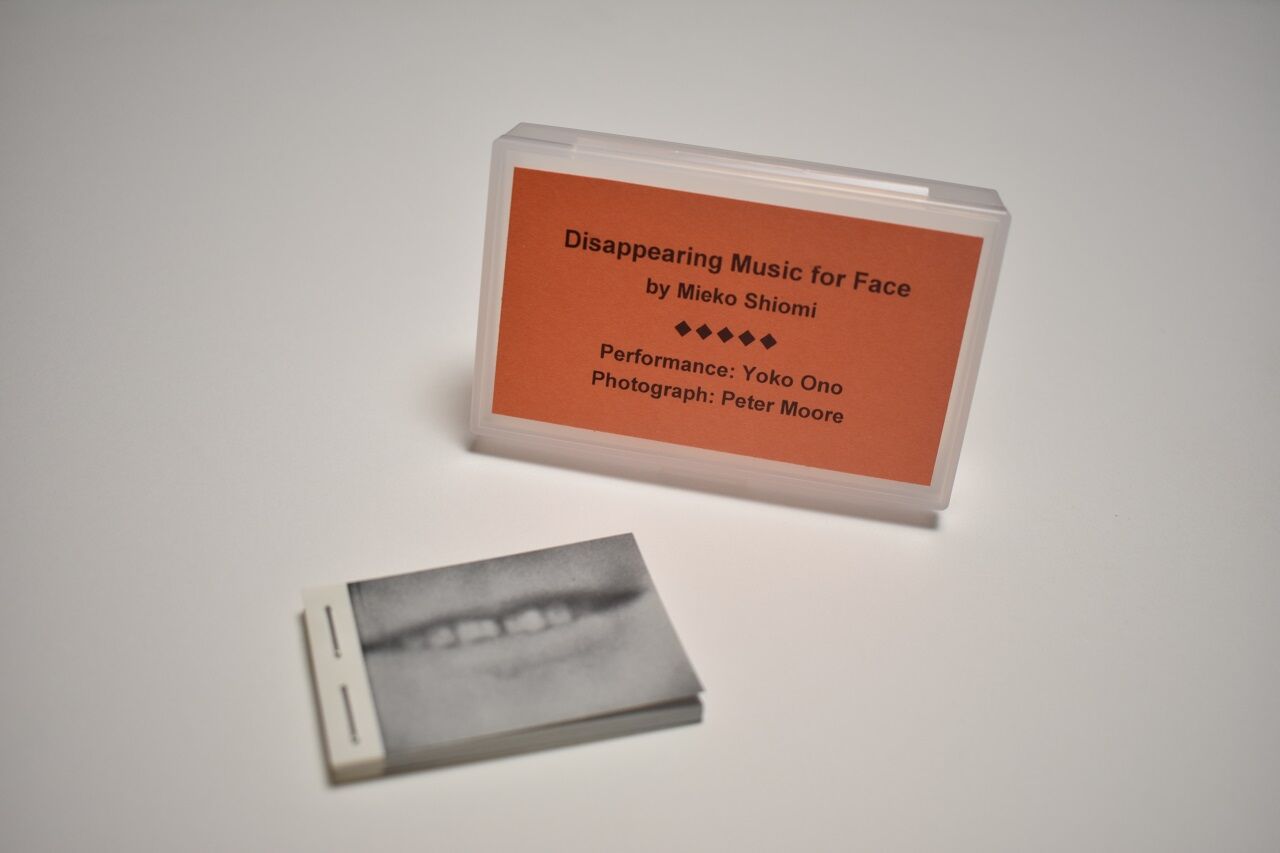 Disappearing Music for Face
by Mieko Shiomi
◆◆◆◆◆
Performance: Yoko Ono
Photograph: Peter Moore